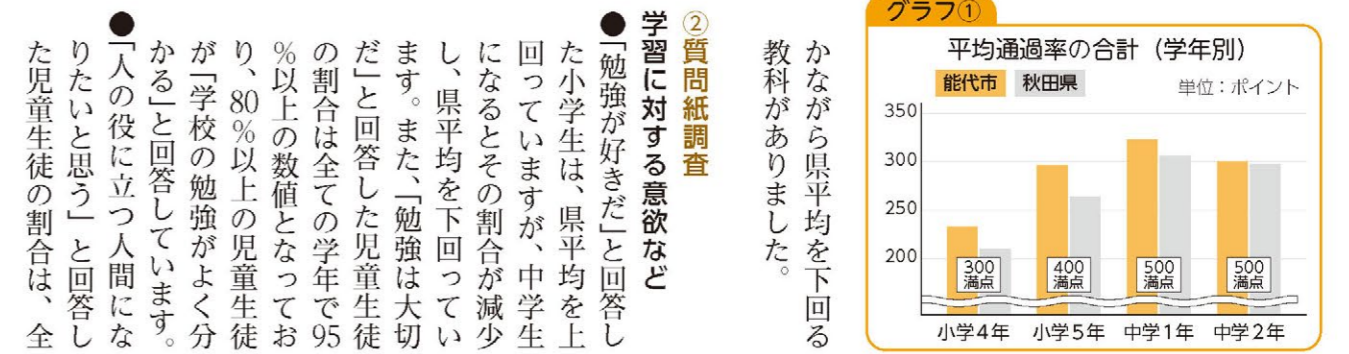 グラフ①
平均通過率の合計（学年別）
能代市 秋田県 単位：ポイント
350
300
250
200
300
満点
400
満点
500
満点
500
満点
小学4年 小学5年 中学1年 中学2年
かながら県平均を下回る
教科がありました。
②質問紙調査
学習に対する意欲など
●「勉強が好きだ」と回答し
た小学生は、県平均を上
回っていますが、中学生
になるとその割合が減少
し、県平均を下回ってい
ます。また、「勉強は大切
だ」と回答した児童生徒
の割合は全ての学年で95
％以上の数値となってお
り、80％以上の児童生徒
が「学校の勉強がよく分
かる」と回答しています。
●「人の役に立つ人間にな
りたいと思う」と回答し
た児童生徒の割合は、全